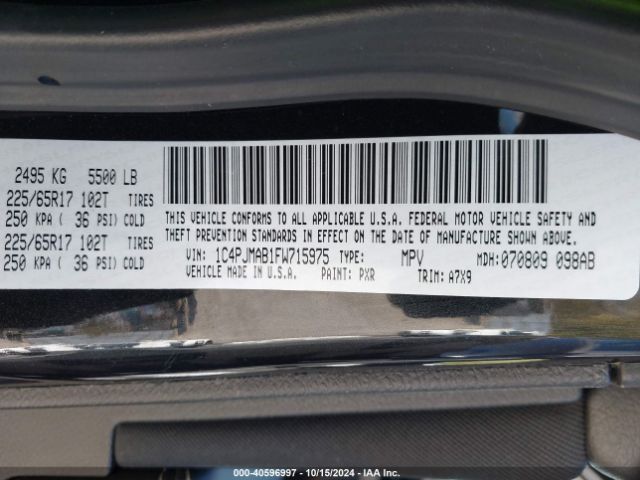 2495 KG 5500 LB
225/65R17 102T TIRES
250 KPA ( 36 PSI) COLD
225/65R17 102T TIRES
250 KPA ( 36 PSI) COLD
THIS VEHICLE CONFORMS TO ALL APPLICABLE U.S.A. FEDERAL MOTOR VEHICLE SAFETY AND
THEFT PREVENTION STANDARDS IN EFFECT ON THE DATE OF MANUFACTURE SHOWN ABOVE.
VIN: 1C4PJMAB1FW715975 TYPE: MPV MDH: 070809 098AB
VEHICLE MADE IN U.S.A. PAINT: PXR TRIM: A7X9
Stock: 40596997 - 10/15/2024 - IAA Inc.